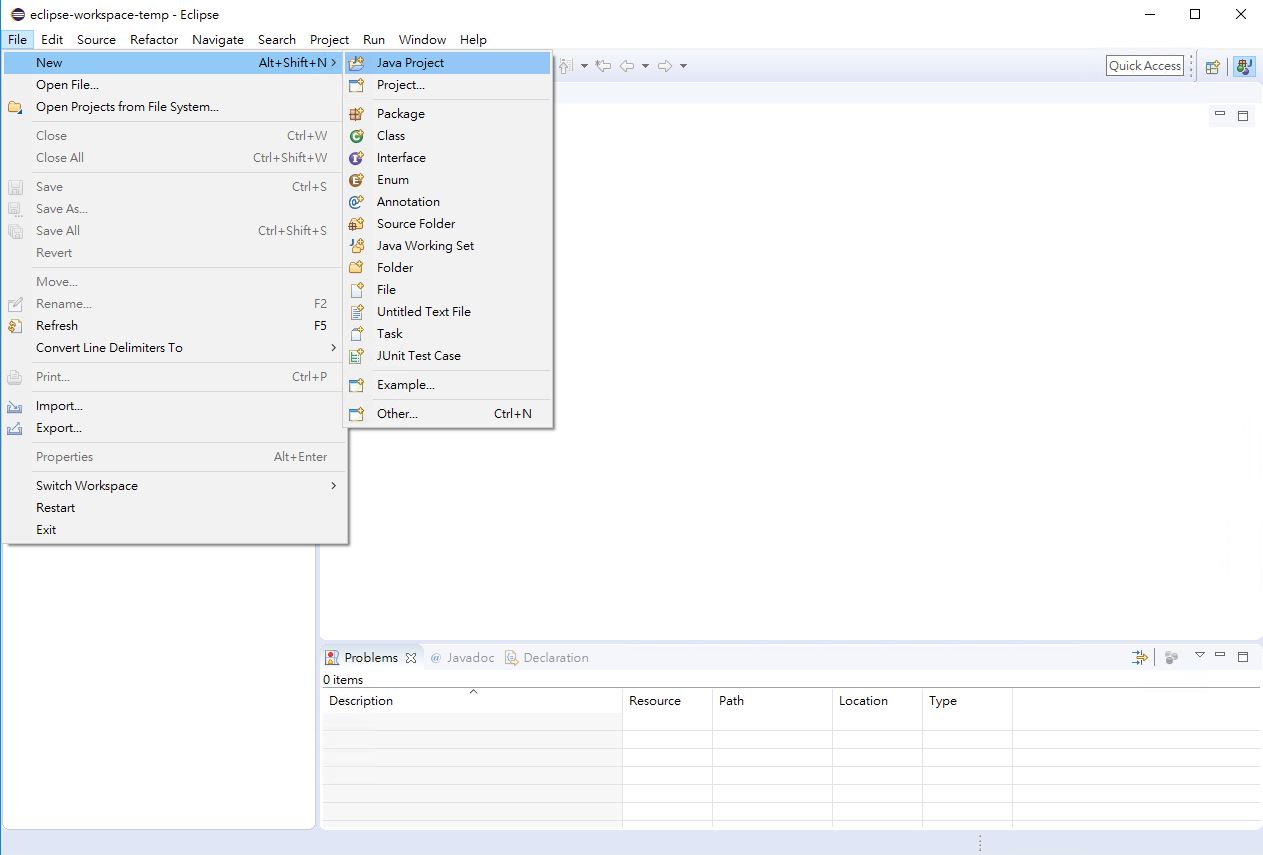 eclipse-workspace-temp - Eclipse
File Edit Source Refactor Navigate Search Project Run Window Help
Quick Access
New Alt+Shift+N
Open File...
Open Projects from File System...
Close Ctrl+W
Close All Ctrl+Shift+W
Save Ctrl+S
Save As...
Save All Ctrl+Shift+S
Revert
Move...
Rename... F2
Refresh F5
Convert Line Delimiters To
Print... Ctrl+P
Import...
Export...
Properties Alt+Enter
Switch Workspace
Restart
Exit
Java Project
Project...
Package
Class
Interface
Enum
Annotation
Source Folder
Java Working Set
Folder
File
Untitled Text File
Task
JUnit Test Case
Example...
Other... Ctrl+N
Problems @ Javadoc Declaration
0 items
Description Resource Path Location Type